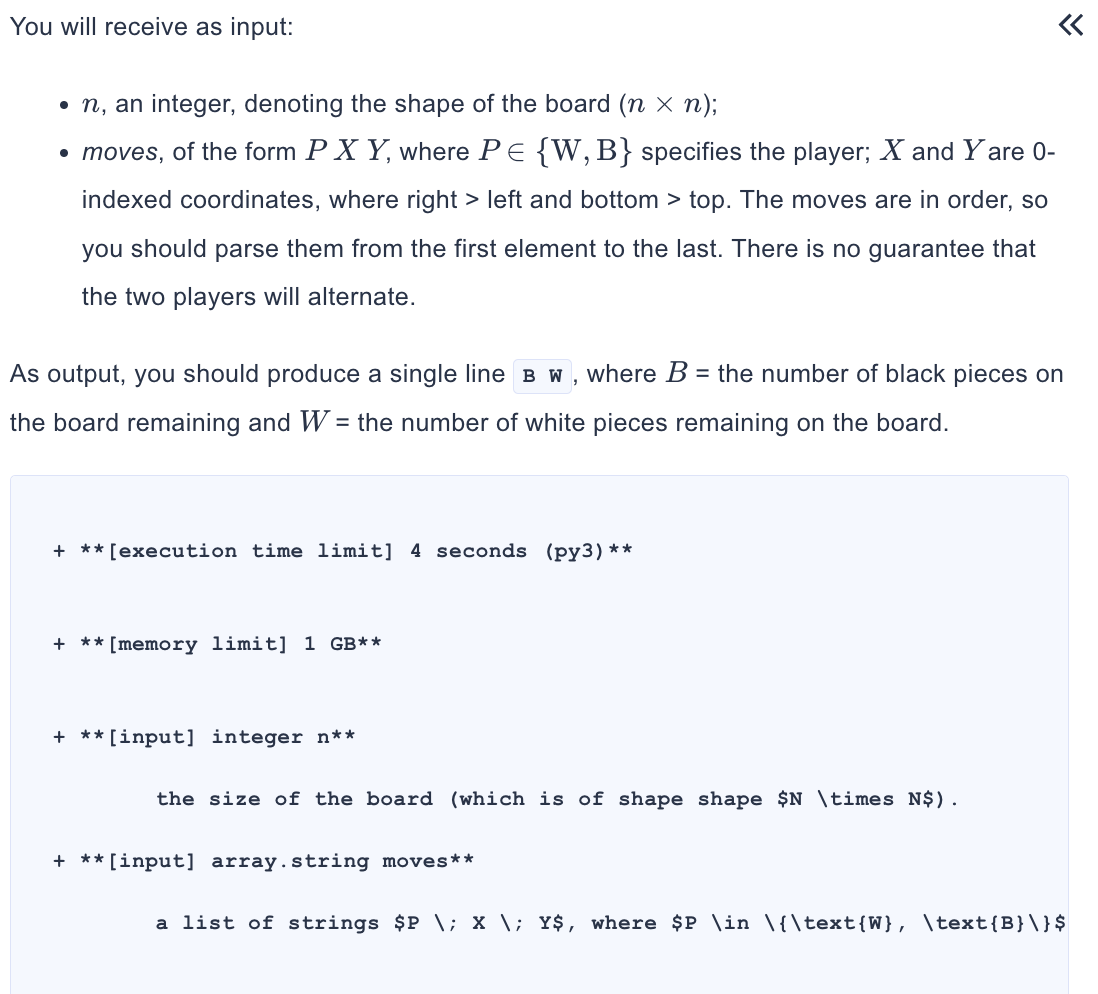 You will receive as input:
• n, an integer, denoting the shape of the board (n × n);
• moves, of the form P X Y, where P ∈ {W, B} specifies the player; X and Y are 0-
indexed coordinates, where right > left and bottom > top. The moves are in order, so
you should parse them from the first element to the last. There is no guarantee that
the two players will alternate.
As output, you should produce a single line B W, where B = the number of black pieces on
the board remaining and W = the number of white pieces remaining on the board.
+ **[execution time limit] 4 seconds (py3)**
+ **[memory limit] 1 GB**
+ **[input] integer n**
the size of the board (which is of shape shape $N \times N$).
+ **[input] array.string moves**
a list of strings $P \; X \; Y$, where $P \in \{\text{W}, \text{B}\}$